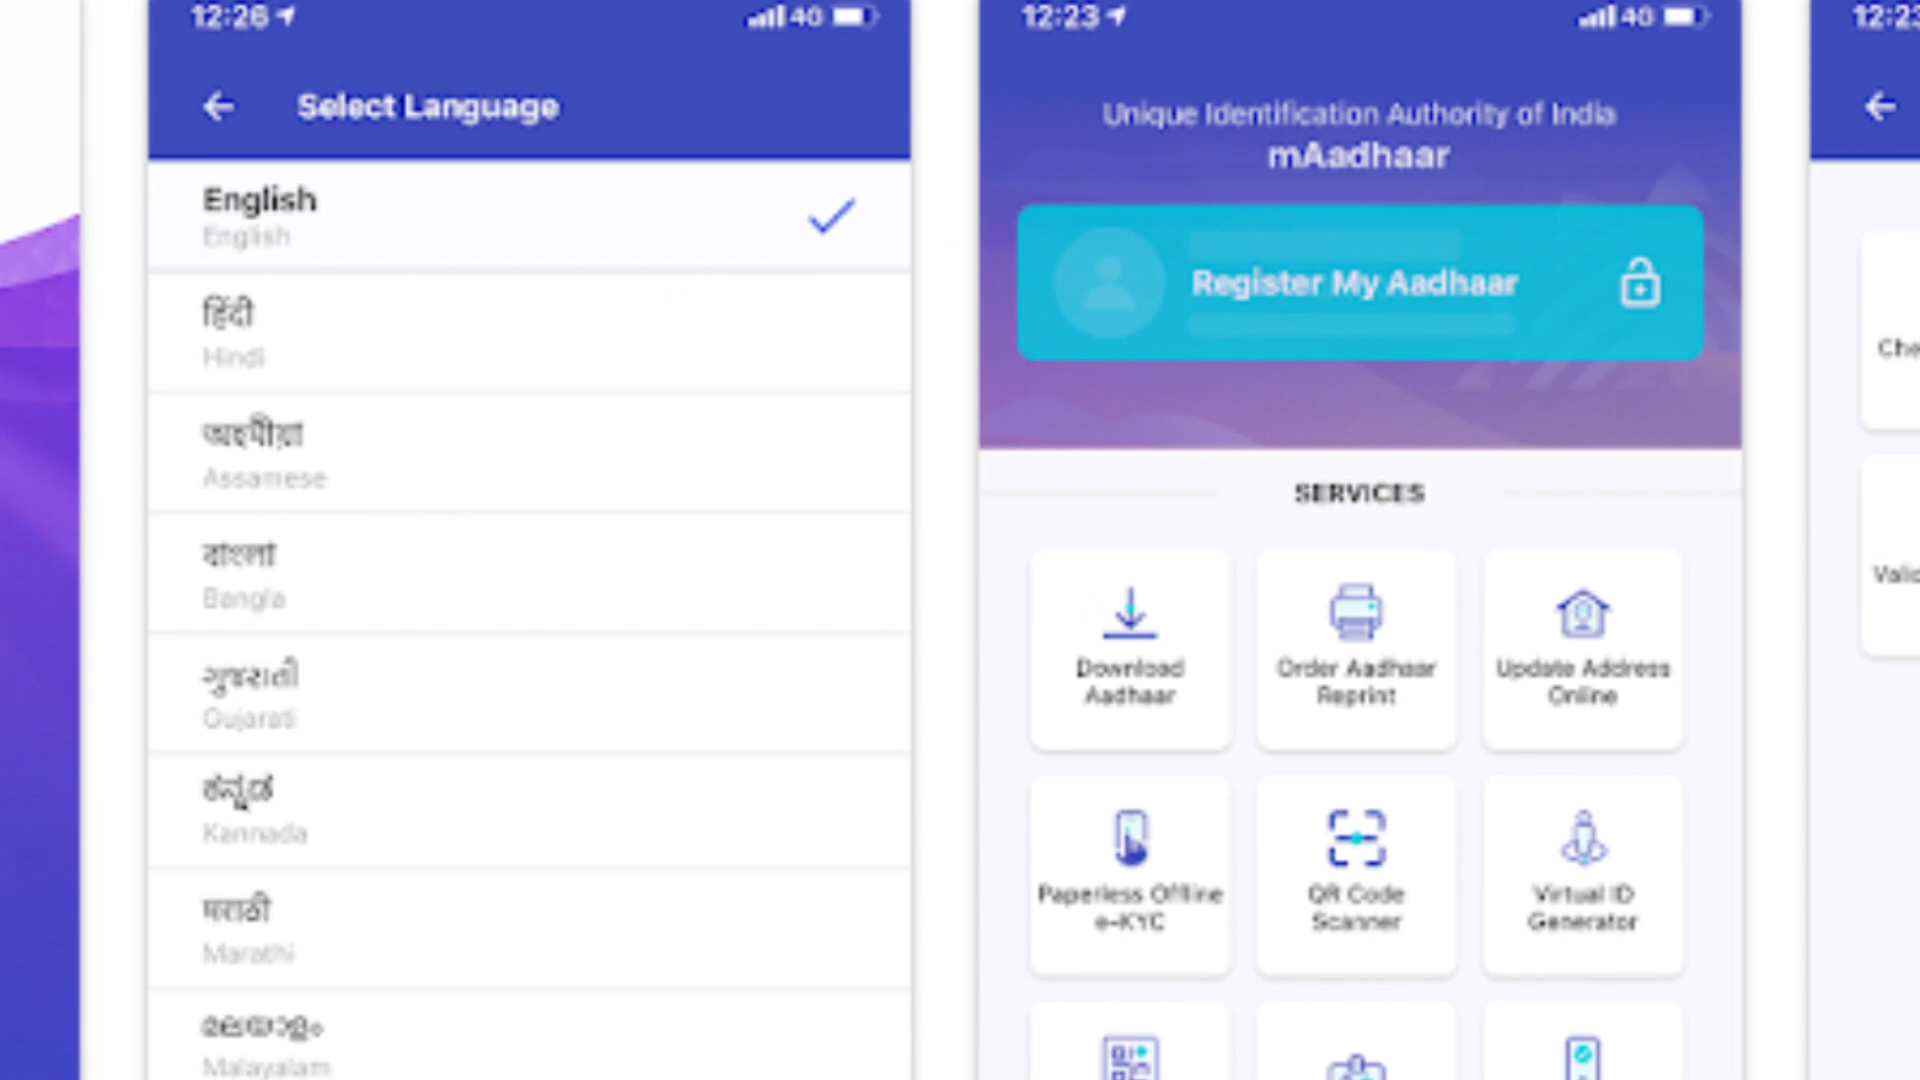 12:26
4G
Select Language
English
English
हिंदी
Hindi
অসমীয়া
Assamese
বাংলা
Bangla
ગુજરાતી
Gujarati
ಕನ್ನಡ
Kannada
मराठी
Marathi
മലയാളം
Malayalam
12:23
4G
Unique Identification Authority of India
mAadhaar
Register My Aadhaar
SERVICES
Download
Aadhaar
Order Aadhaar
Reprint
Update Address
Online
Paperless Offline
e-KYC
QR Code
Scanner
Virtual ID
Generator
12:23